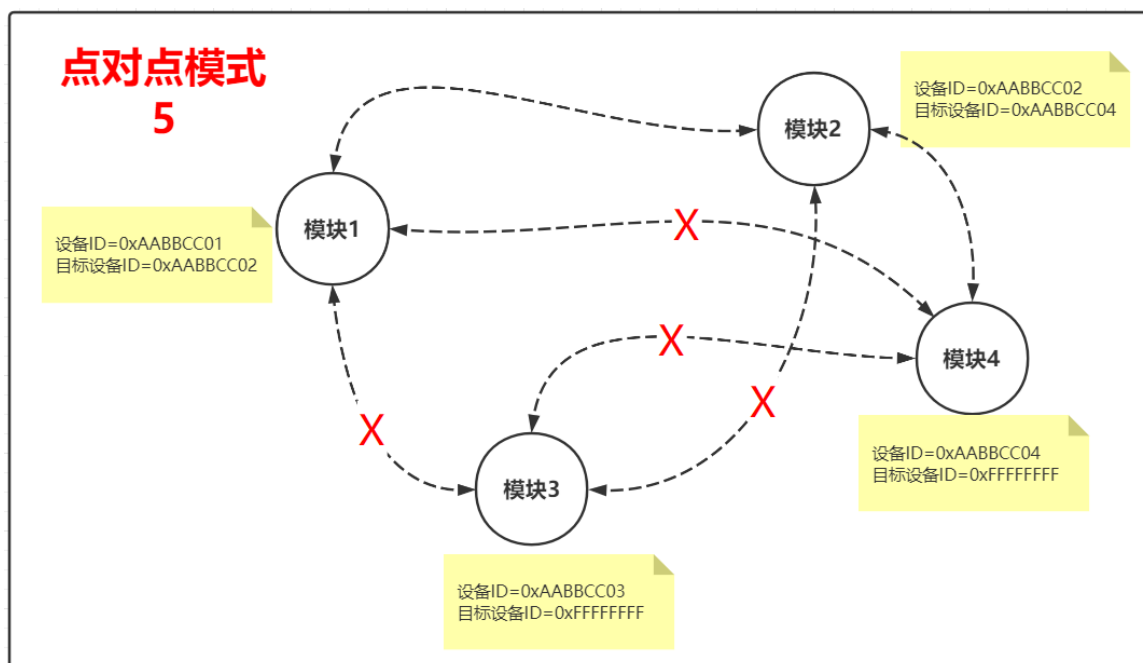 点对点模式
5
模块2
设备ID=0xAABBCC02
目标设备ID=0xAABBCC04
模块1
设备ID=0xAABBCC01
目标设备ID=0xAABBCC02
X
X
模块4
X
X
设备ID=0xAABBCC04
目标设备ID=0xFFFFFFFF
模块3
设备ID=0xAABBCC03
目标设备ID=0xFFFFFFFF